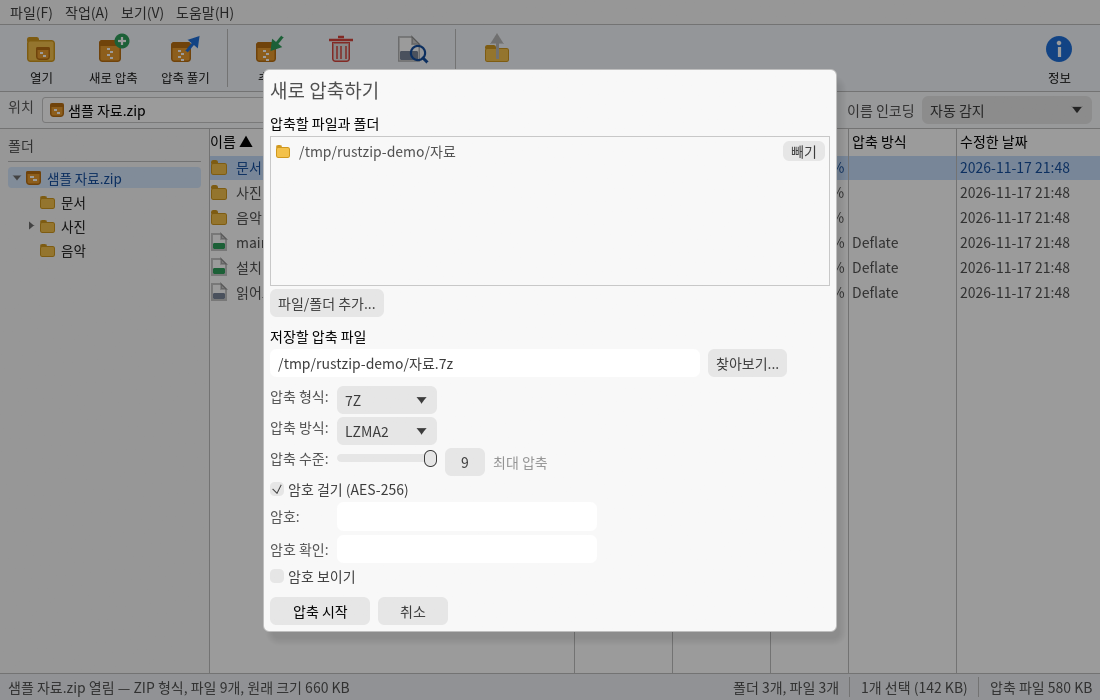 파일(F) 작업(A) 보기(V) 도움말(H)
열기 새로 압축 압축 풀기 정보
위치 샘플 자료.zip 이름 인코딩 자동 감지
폴더
샘플 자료.zip
문서
사진
음악
이름 압축 방식 수정한 날짜
문서 % 2026-11-17 21:48
사진 % 2026-11-17 21:48
음악 % 2026-11-17 21:48
% Deflate 2026-11-17 21:48
설치 % Deflate 2026-11-17 21:48
% Deflate 2026-11-17 21:48
새로 압축하기
압축할 파일과 폴더
/tmp/rustzip-demo/자료 빼기
파일/폴더 추가...
저장할 압축 파일
/tmp/rustzip-demo/자료.7z 찾아보기...
압축 형식: 7Z
압축 방식: LZMA2
압축 수준: 9 최대 압축
암호 걸기 (AES-256)
암호:
암호 확인:
암호 보이기
압축 시작 취소
샘플 자료.zip 열림 — ZIP 형식, 파일 9개, 원래 크기 660 KB 폴더 3개, 파일 3개 1개 선택 (142 KB) 압축 파일 580 KB